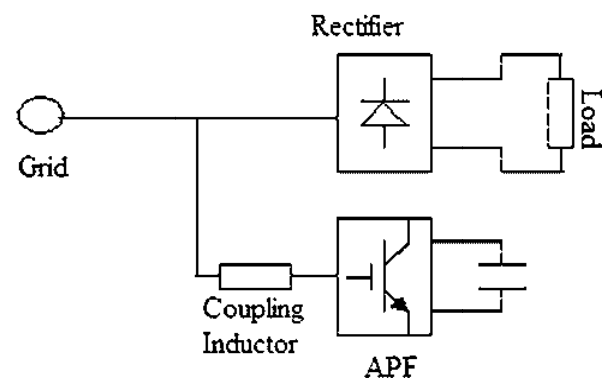 Rectifier
Load
Grid
Coupling
Inductor
APF